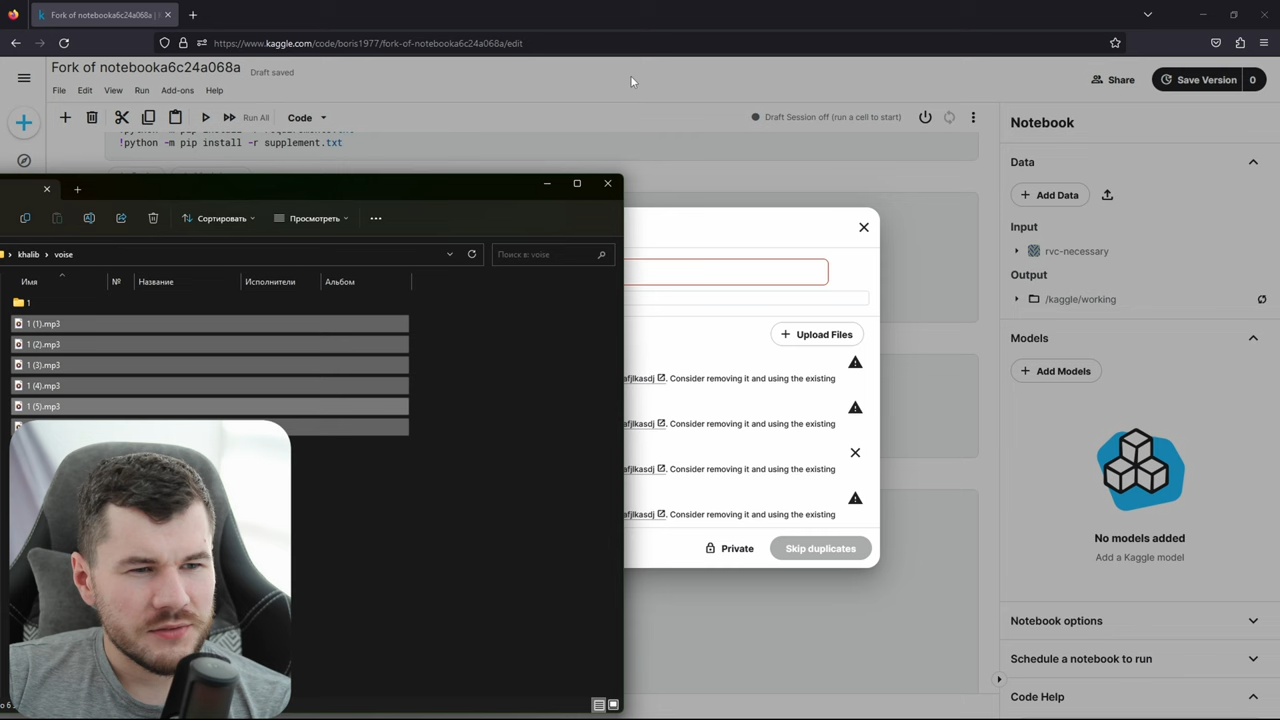 Fork of notebooka6c24a068a |
https://www.kaggle.com/code/boris1977/fork-of-notebooka6c24a068a/edit
Fork of notebooka6c24a068a
Draft saved
Share
Save Version
0
File
Edit
View
Run
Add-ons
Help
Run All
Code
Draft Session off (run a cell to start)
!python -m pip install -r supplement.txt
Сортировать
Просмотреть
khalib
voise
Поиск в: voise
Имя
№
Название
Исполнители
Альбом
1
1 (1).mp3
1 (2).mp3
1 (3).mp3
1 (4).mp3
1 (5).mp3
Upload Files
afjlkasdj . Consider removing it and using the existing
afjlkasdj . Consider removing it and using the existing
afjlkasdj . Consider removing it and using the existing
afjlkasdj . Consider removing it and using the existing
Private
Skip duplicates
Notebook
Data
Add Data
Input
rvc-necessary
Output
/kaggle/working
Models
Add Models
No models added
Add a Kaggle model
Notebook options
Schedule a notebook to run
Code Help